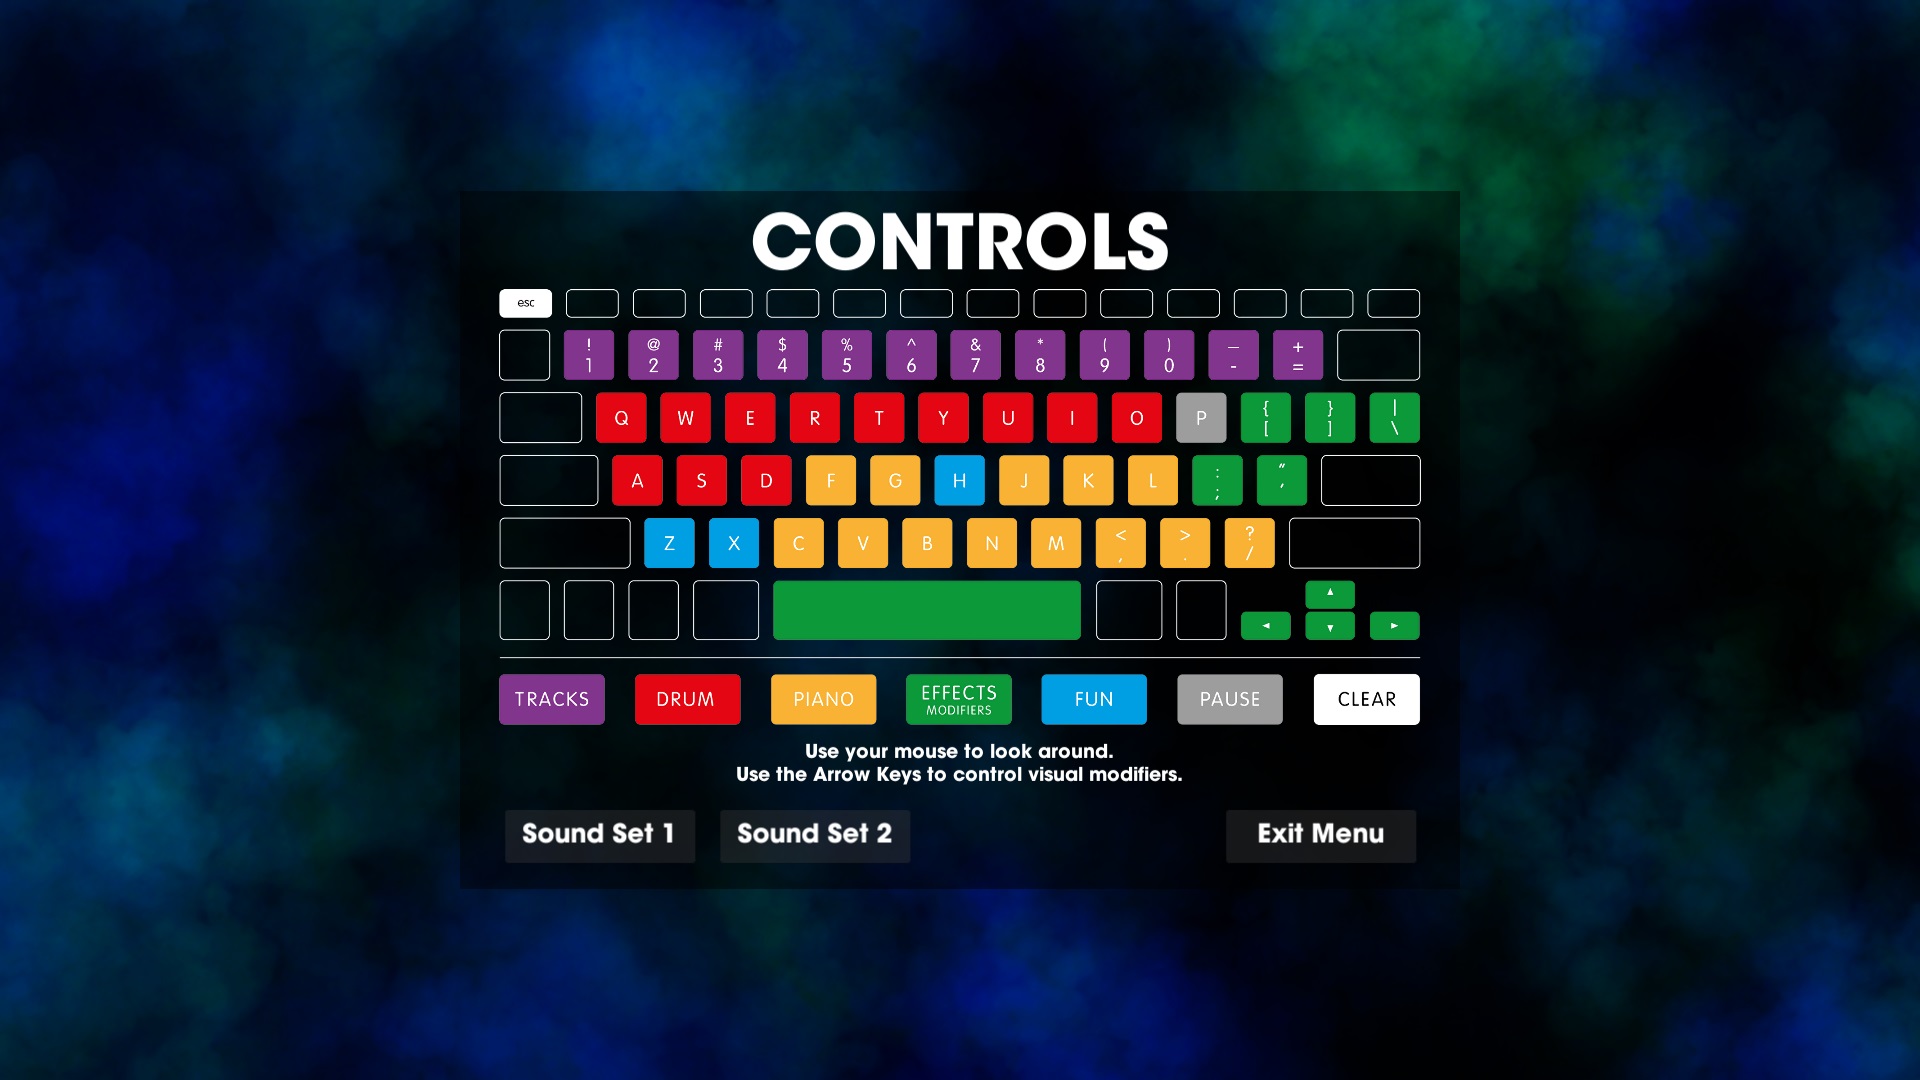 CONTROLS
esc
! @ # $ % ^ & * ( ) — +
1 2 3 4 5 6 7 8 9 0 - =
Q W E R T Y U I O P { } |
[ ] \
A S D F G H J K L : "
; ,
Z X C V B N M < > ?
, . /
▲
◄ ▼ ►
TRACKS DRUM PIANO EFFECTS FUN PAUSE CLEAR
MODIFIERS
Use your mouse to look around.
Use the Arrow Keys to control visual modifiers.
Sound Set 1 Sound Set 2 Exit Menu